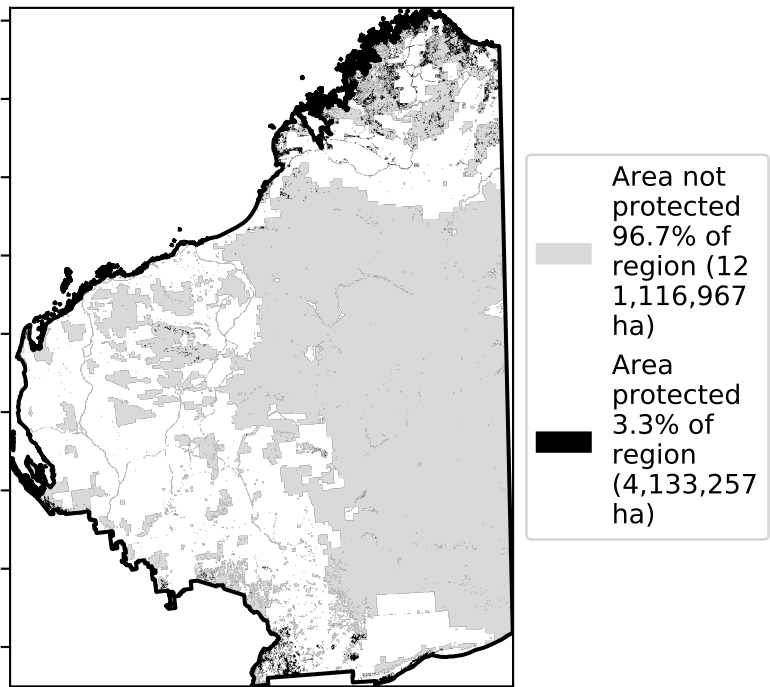 Area not
protected
96.7% of
region (12
1,116,967
ha)
Area
protected
3.3% of
region
(4,133,257
ha)